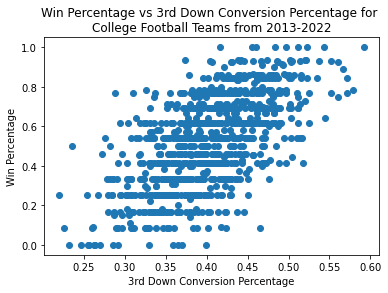 Win Percentage vs 3rd Down Conversion Percentage for
College Football Teams from 2013-2022
Win Percentage
1.0
0.8
0.6
0.4
0.2
0.0
0.25 0.30 0.35 0.40 0.45 0.50 0.55 0.60
3rd Down Conversion Percentage